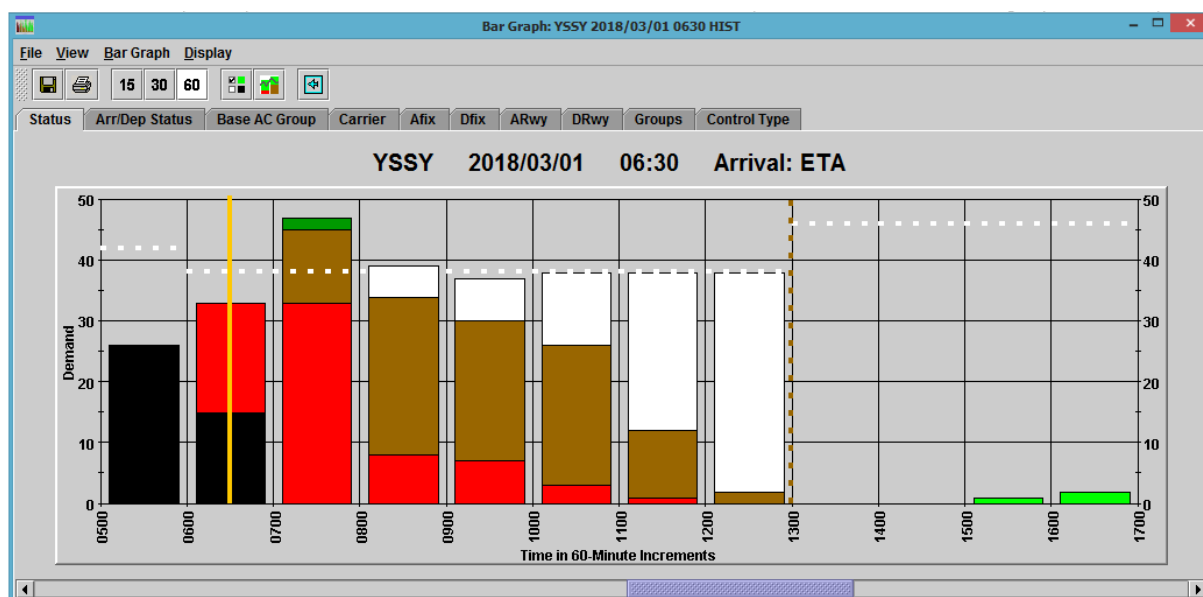 Bar Graph: YSSY 2018/03/01 0630 HIST
File View Bar Graph Display
15 30 60
Status Arr/Dep Status Base AC Group Carrier Afix Dfix ARwy DRwy Groups Control Type
YSSY 2018/03/01 06:30 Arrival: ETA
50 50
40 40
30 30
Demand
20 20
10 10
0 0
0500 0600 0700 0800 0900 1000 1100 1200 1300 1400 1500 1600 1700
Time in 60-Minute Increments